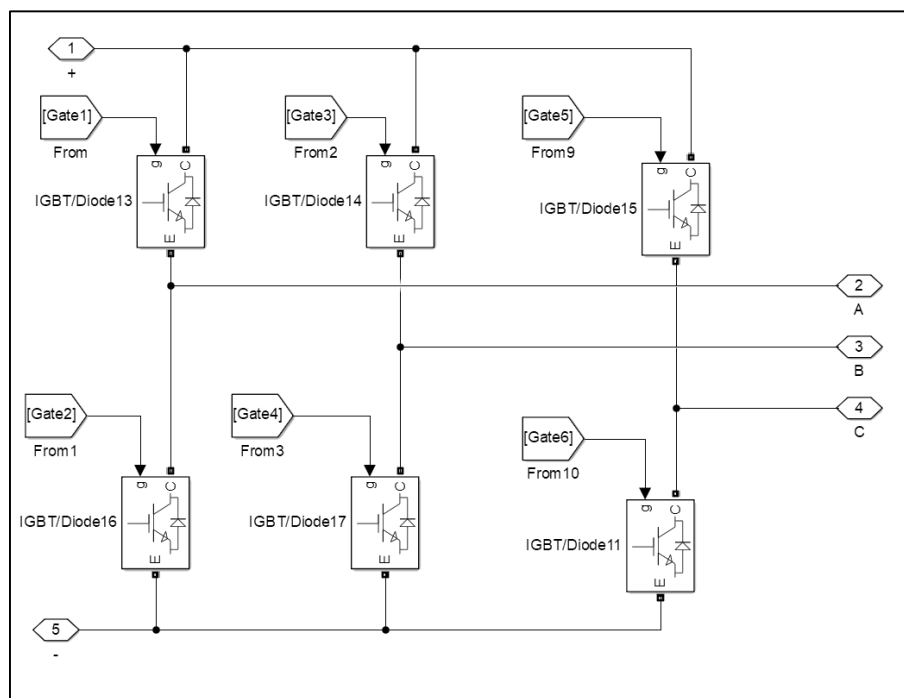 1
+
[Gate1]
From
[Gate3]
From2
[Gate5]
From9
g C
IGBT/Diode13
E
g C
IGBT/Diode14
E
g C
IGBT/Diode15
E
2
A
3
B
4
C
[Gate2]
From1
[Gate4]
From3
[Gate6]
From10
g C
IGBT/Diode16
E
g C
IGBT/Diode17
E
g C
IGBT/Diode11
E
5
-